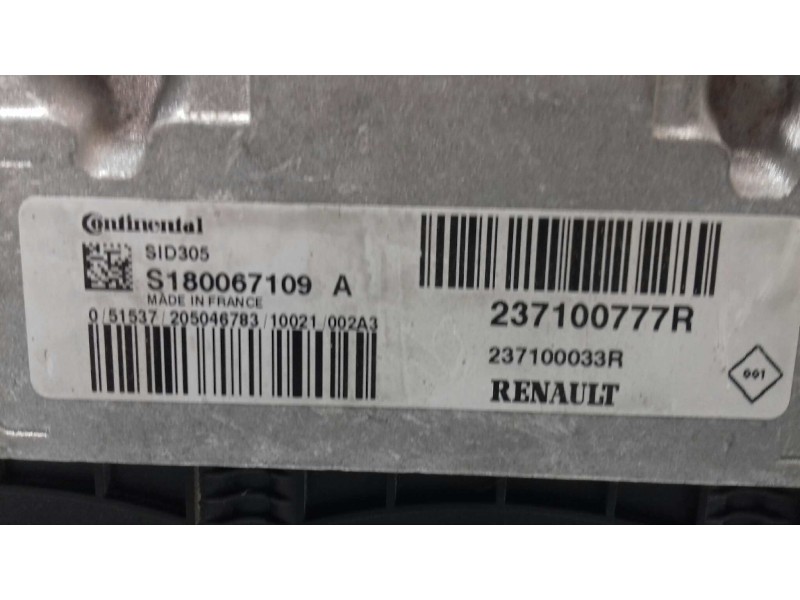 Continental
SID305
S180067109 A
MADE IN FRANCE
0/51537/205046783/10021/002A3
237100777R
237100033R
RENAULT
001